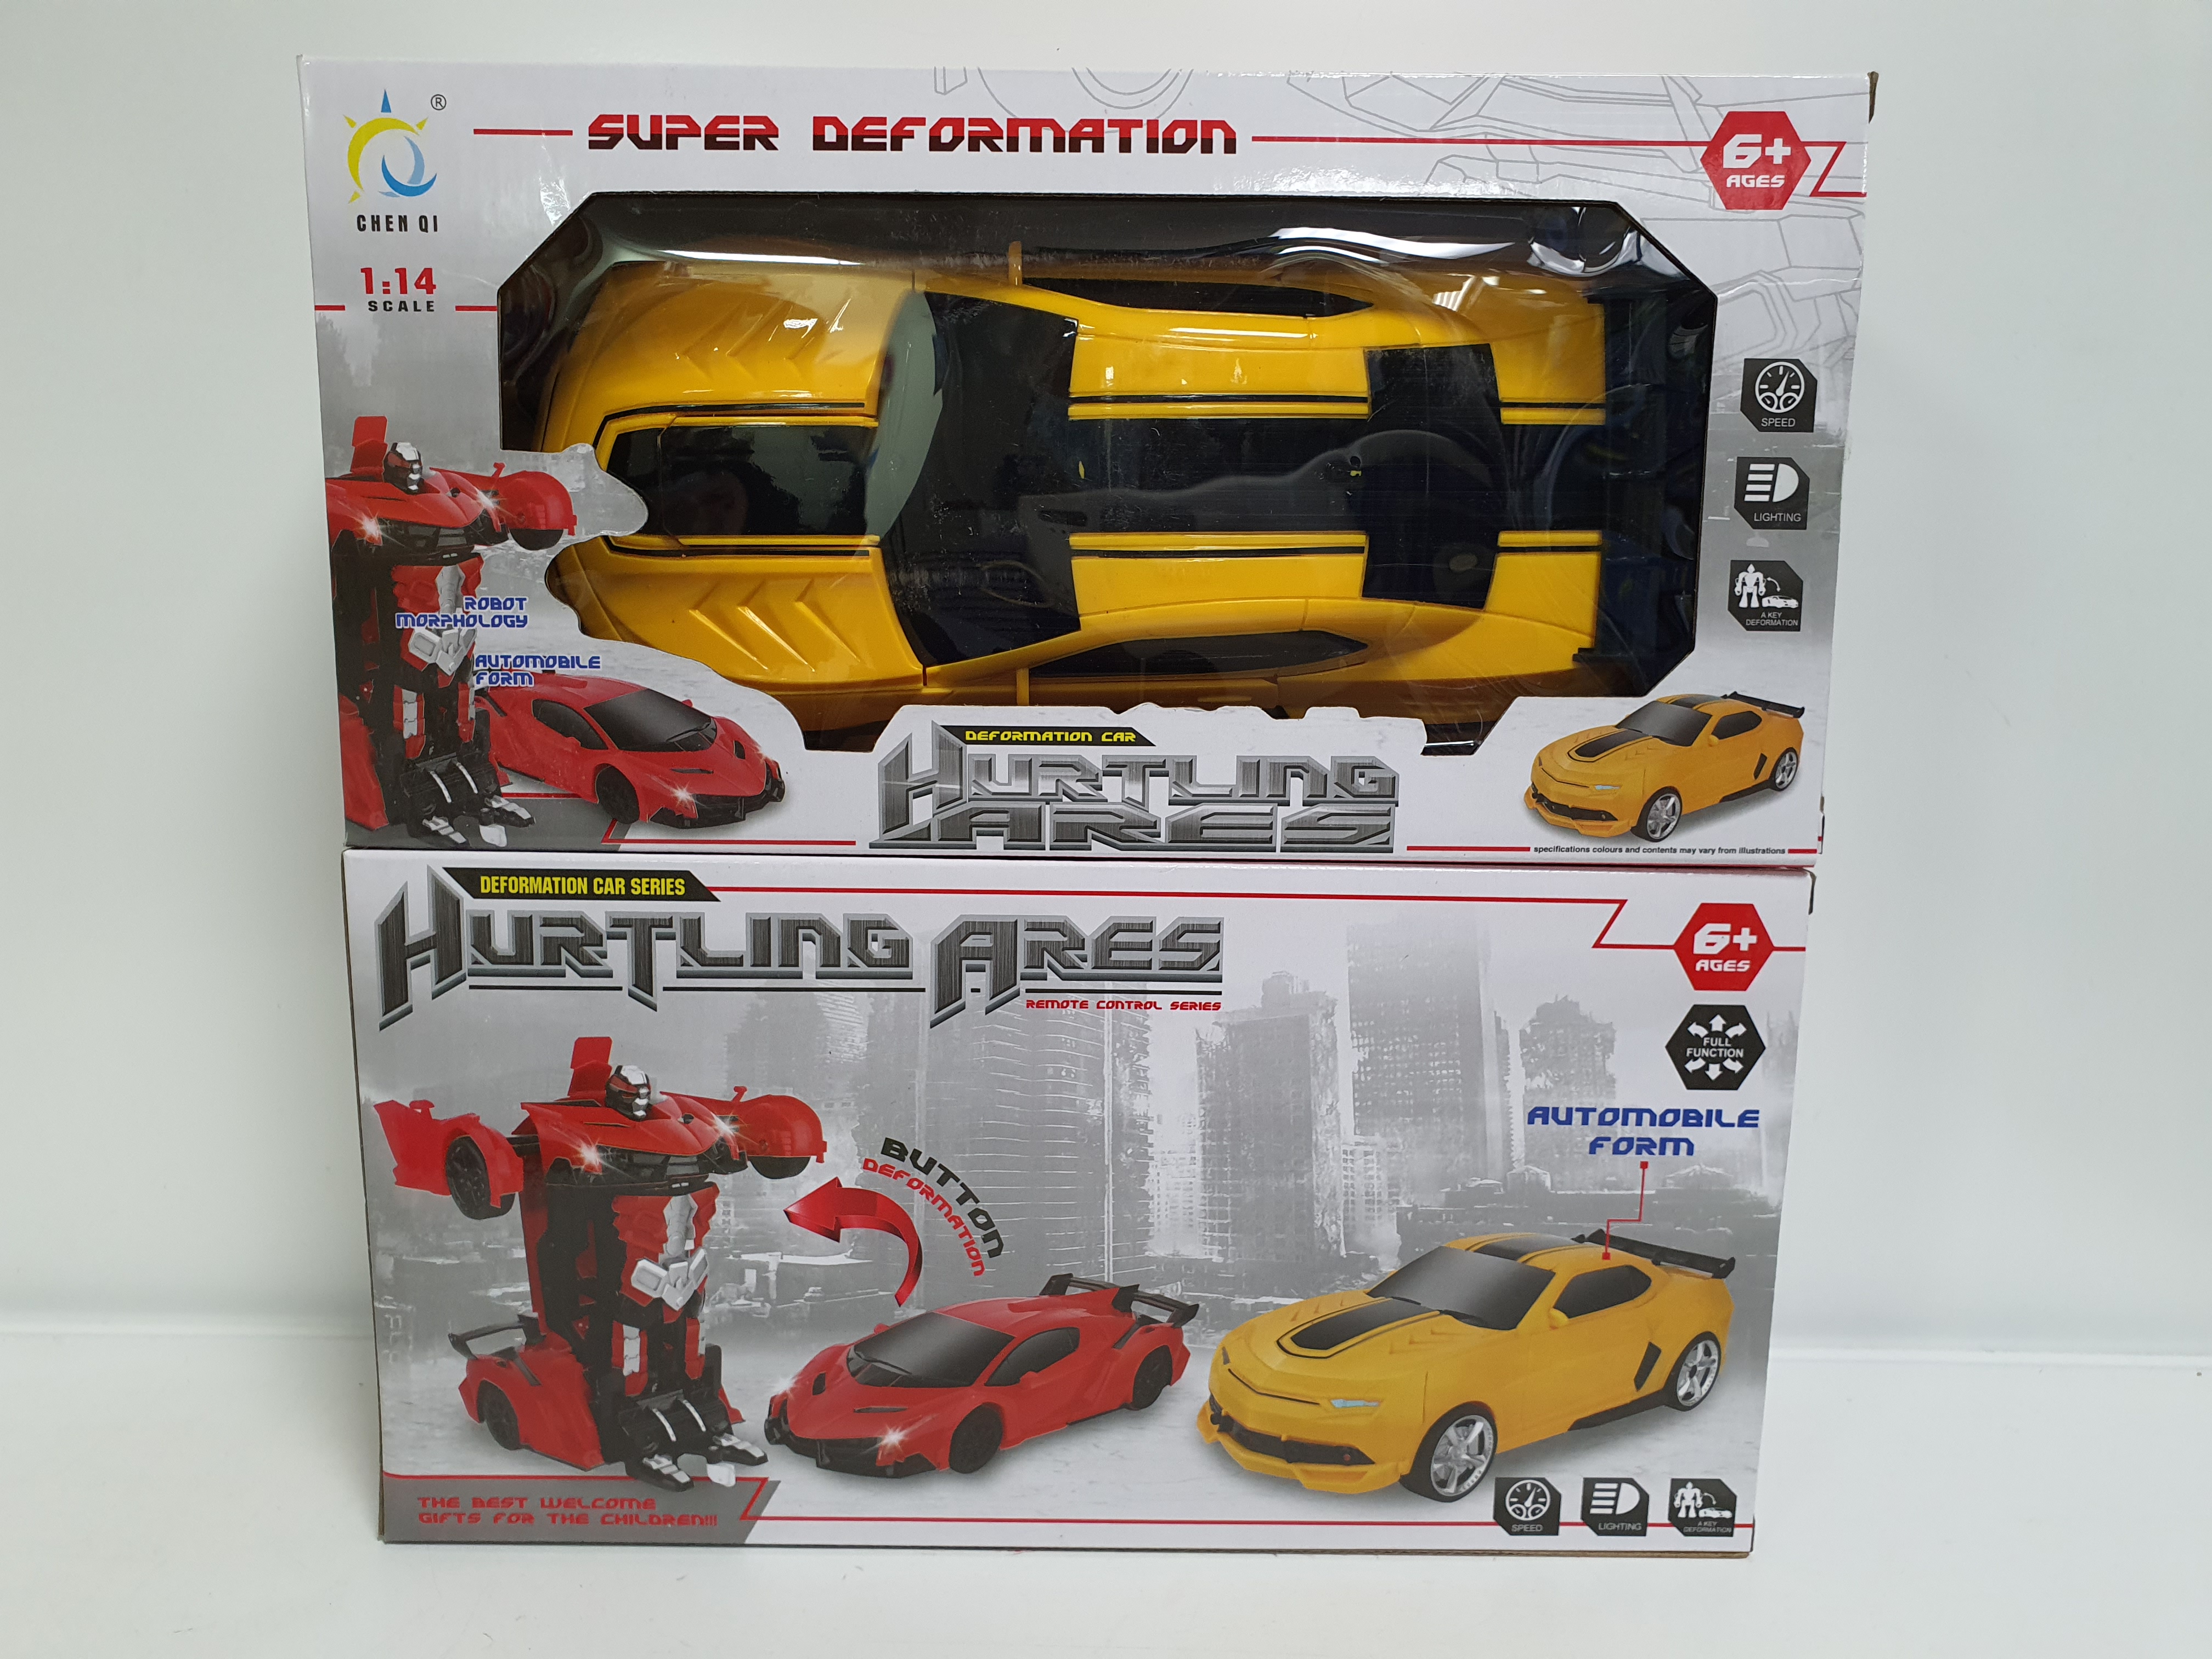 ®
SUPER DEFORMATION
6+
AGES
CHEN QI
1:14
SCALE
SPEED
LIGHTING
A KEY
DEFORMATION
ROBOT
MORPHOLOGY
AUTOMOBILE
FORM
DEFORMATION CAR
HURTLING
ARES
specifications colours and contents may vary from illustrations
DEFORMATION CAR SERIES
HURTLING ARES
REMOTE CONTROL SERIES
6+
AGES
FULL
FUNCTION
AUTOMOBILE
FORM
BUTTON
DEFORMATION
THE BEST WELCOME
GIFTS FOR THE CHILDREN!!!
SPEED
LIGHTING
A KEY
DEFORMATION